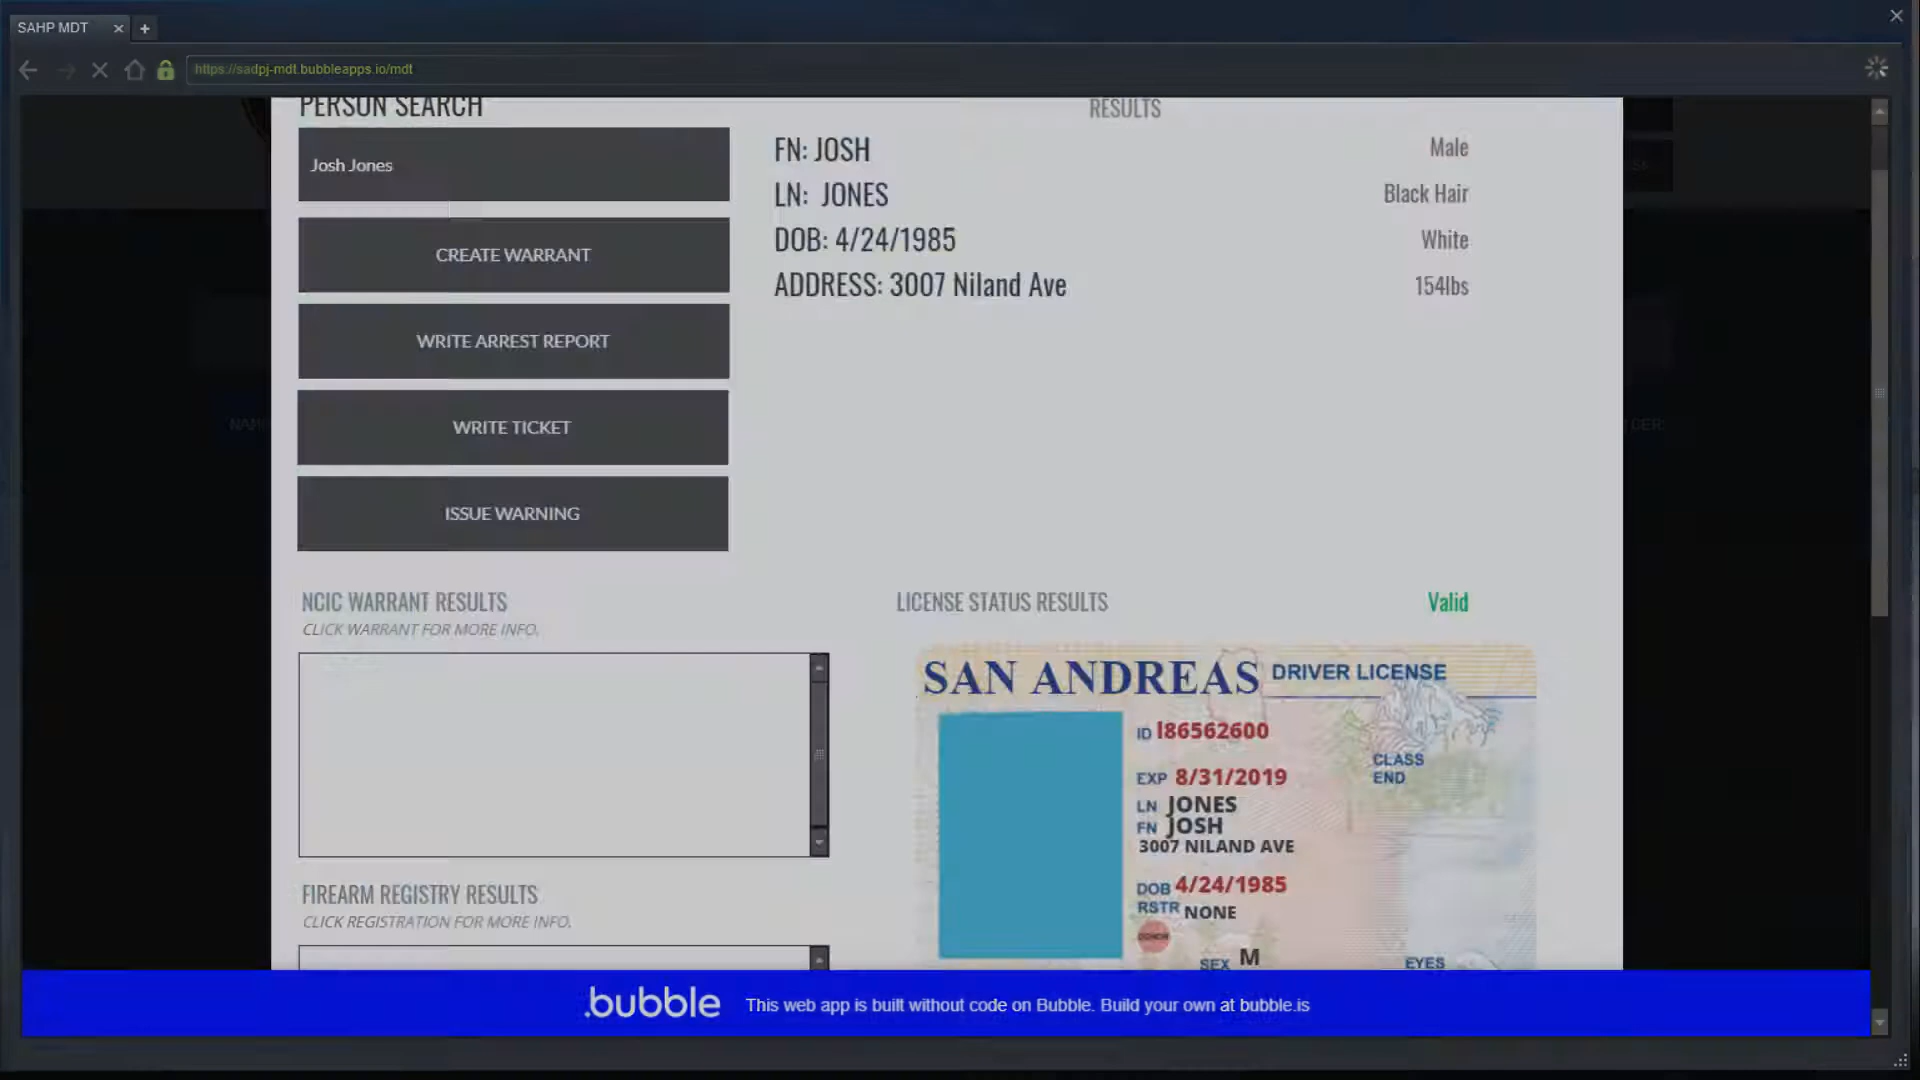 SAHP MDT
https://sadpj-mdt.bubbleapps.io/mdt
PERSON SEARCH
Josh Jones
CREATE WARRANT
WRITE ARREST REPORT
WRITE TICKET
ISSUE WARNING
RESULTS
FN: JOSH
LN: JONES
DOB: 4/24/1985
ADDRESS: 3007 Niland Ave
Male
Black Hair
White
154lbs
NCIC WARRANT RESULTS
CLICK WARRANT FOR MORE INFO.
FIREARM REGISTRY RESULTS
CLICK REGISTRATION FOR MORE INFO.
LICENSE STATUS RESULTS
Valid
SAN ANDREAS DRIVER LICENSE
ID I86562600
EXP 8/31/2019
LN JONES
FN JOSH
3007 NILAND AVE
DOB 4/24/1985
RSTR NONE
DONOR
SEX M
EYES
CLASS
END
.bubble This web app is built without code on Bubble. Build your own at bubble.is